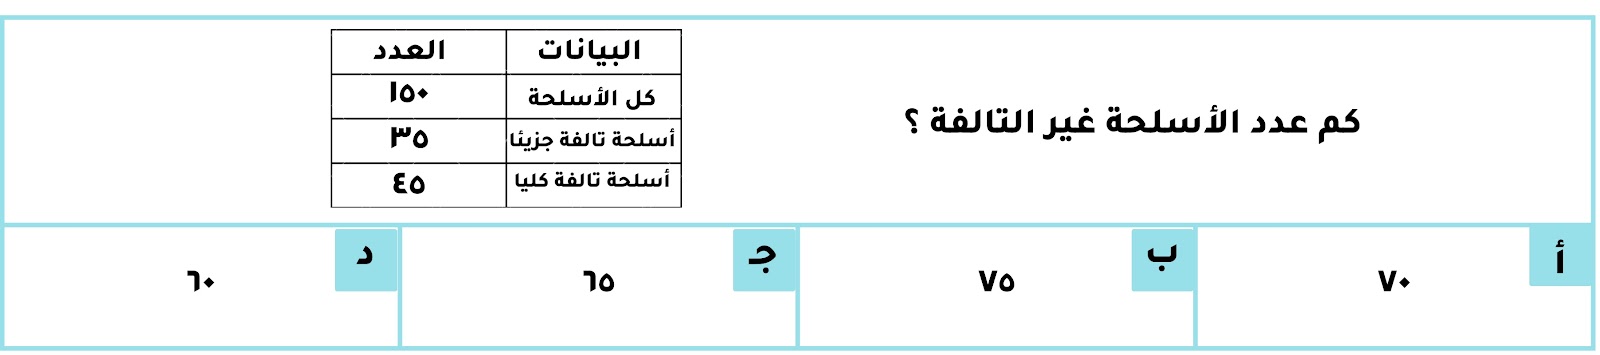 كم عدد الأسلحة غير التالفة ؟
البيانات العدد
كل الأسلحة ١٥٠
أسلحة تالفة جزيئا ٣٥
أسلحة تالفة كليا ٤٥
أ ٧٠
ب ٧٥
جـ ٦٥
د ٦٠